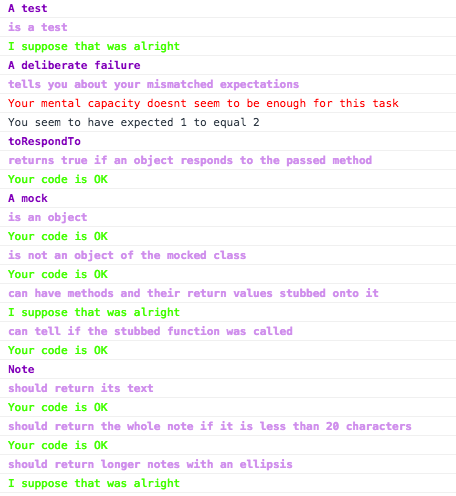 A test
is a test
I suppose that was alright
A deliberate failure
tells you about your mismatched expectations
Your mental capacity doesnt seem to be enough for this task
You seem to have expected 1 to equal 2
toRespondTo
returns true if an object responds to the passed method
Your code is OK
A mock
is an object
Your code is OK
is not an object of the mocked class
Your code is OK
can have methods and their return values stubbed onto it
I suppose that was alright
can tell if the stubbed function was called
Your code is OK
Note
should return its text
Your code is OK
should return the whole note if it is less than 20 characters
Your code is OK
should return longer notes with an ellipsis
I suppose that was alright